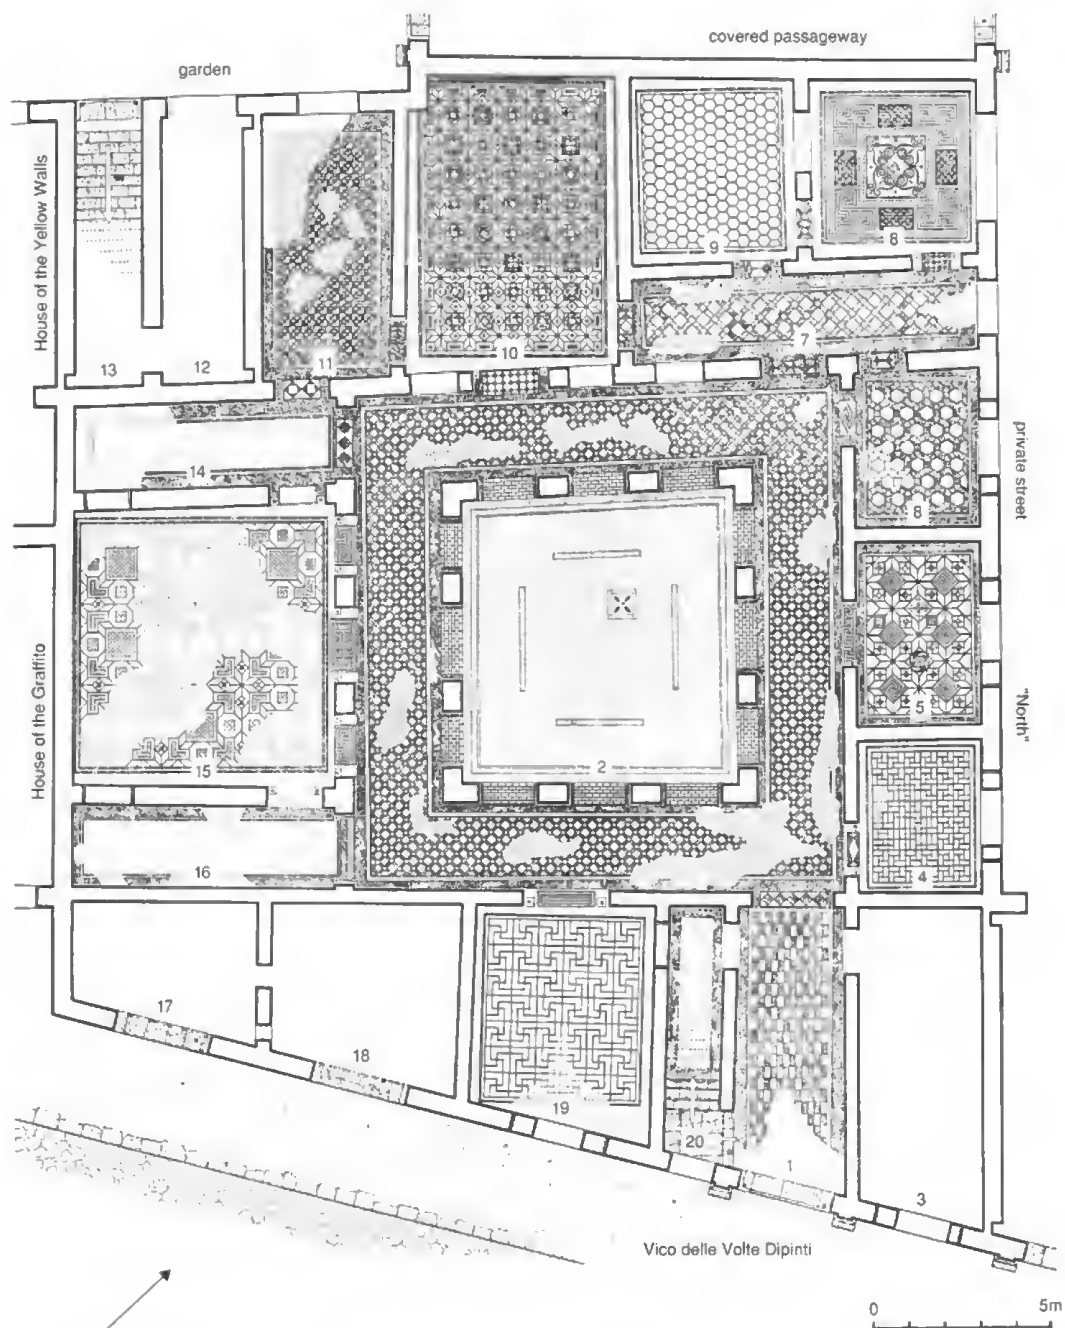 covered passageway
garden
House of the Yellow Walls
9
8
7
10
11
13
12
14
private street
8
5
"North"
House of the Graffito
2
15
4
16
17
18
19
20
1
3
Vico delle Volte Dipinti
0
5m